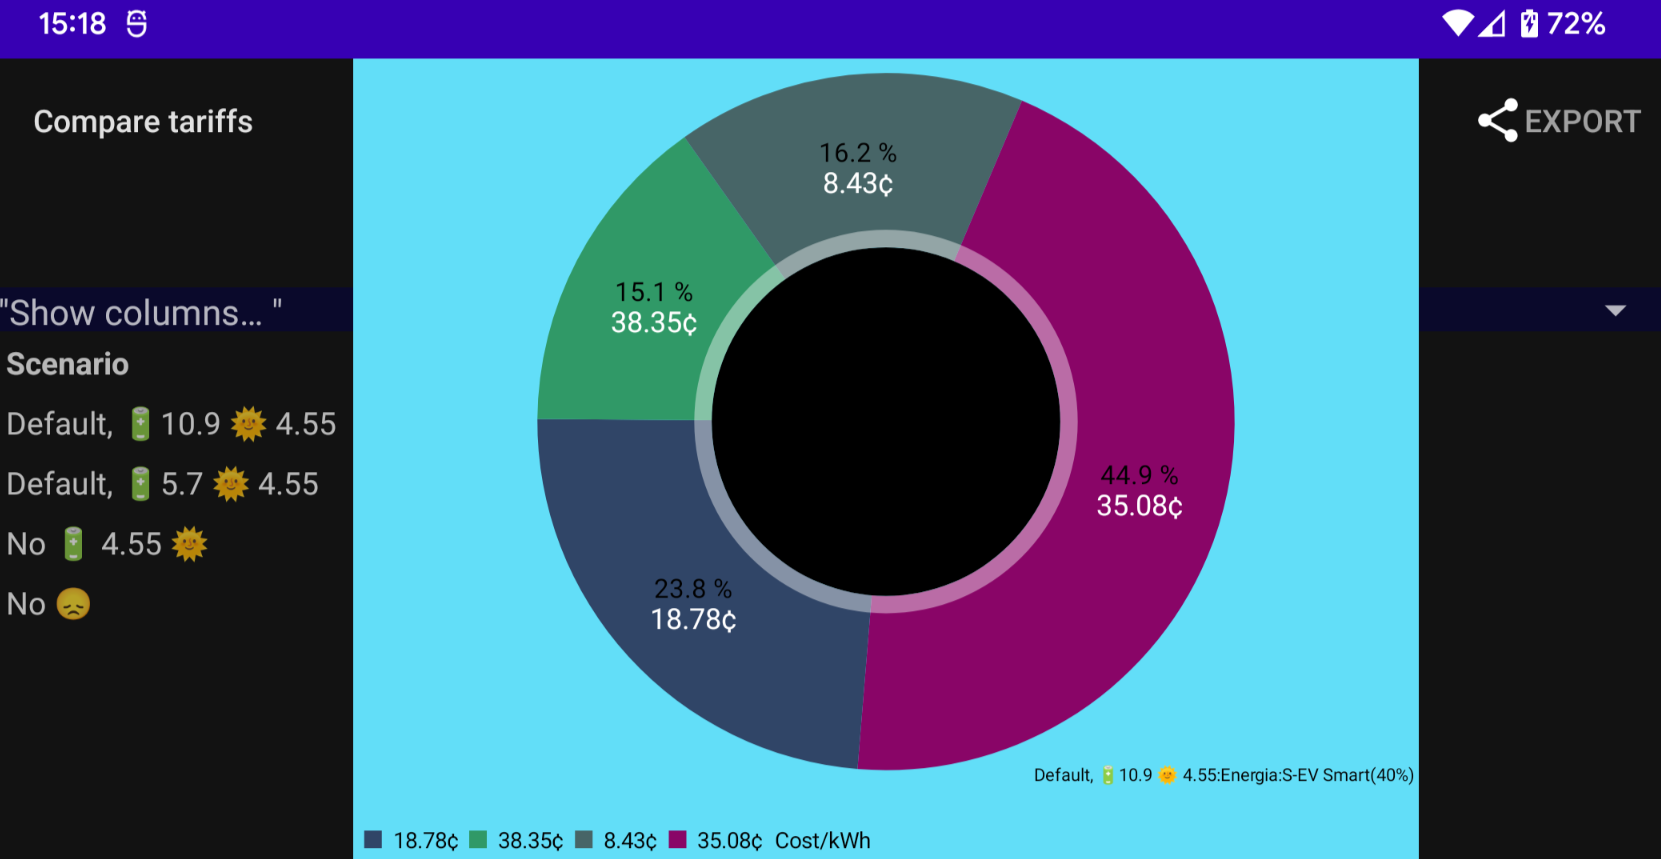 15:18
72%
Compare tariffs
EXPORT
"Show columns... "
Scenario
Default, 🔋10.9 🌞 4.55
Default, 🔋5.7 🌞 4.55
No 🔋 4.55 🌞
No 😞
16.2 %
8.43¢
15.1 %
38.35¢
44.9 %
35.08¢
23.8 %
18.78¢
Default, 🔋10.9 🌞 4.55:Energia:S-EV Smart(40%)
18.78¢ 38.35¢ 8.43¢ 35.08¢ Cost/kWh